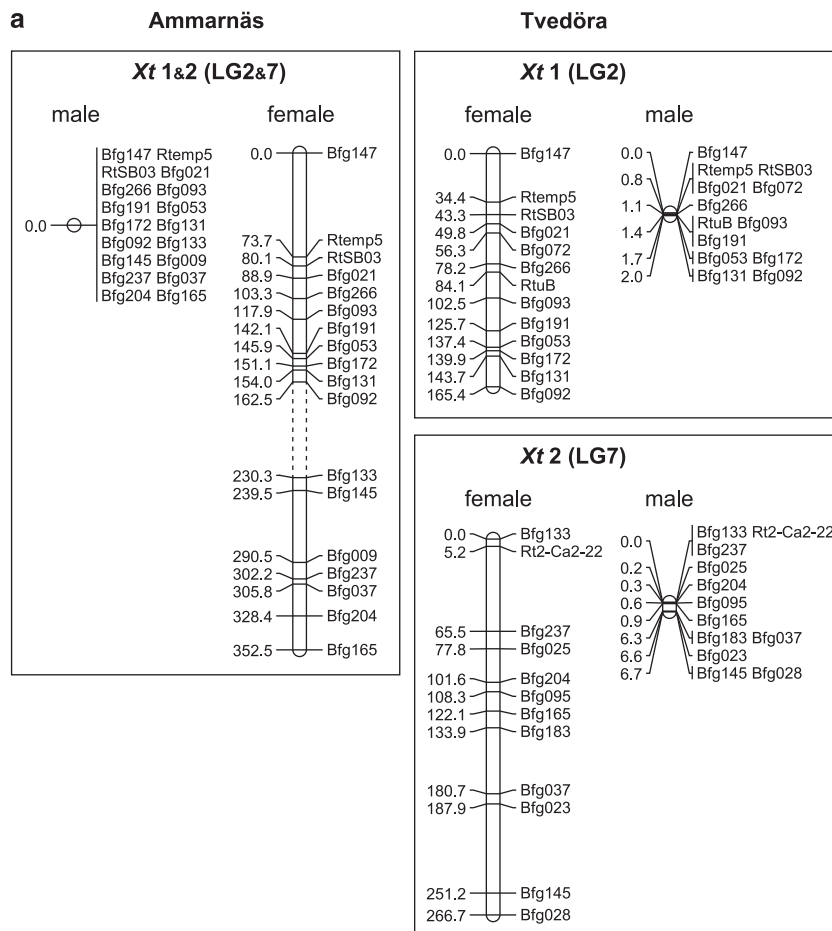 a
Ammarnäs
Tvedöra
Xt 1&2 (LG2&7)
male
female
0.0
Bfg147 Rtemp5
RtSB03 Bfg021
Bfg266 Bfg093
Bfg191 Bfg053
Bfg172 Bfg131
Bfg092 Bfg133
Bfg145 Bfg009
Bfg237 Bfg037
Bfg204 Bfg165
0.0 Bfg147
73.7 Rtemp5
80.1 RtSB03
88.9 Bfg021
103.3 Bfg266
117.9 Bfg093
142.1 Bfg191
145.9 Bfg053
151.1 Bfg172
154.0 Bfg131
162.5 Bfg092
230.3 Bfg133
239.5 Bfg145
290.5 Bfg009
302.2 Bfg237
305.8 Bfg037
328.4 Bfg204
352.5 Bfg165
Xt 1 (LG2)
female
male
0.0 Bfg147
34.4 Rtemp5
43.3 RtSB03
49.8 Bfg021
56.3 Bfg072
78.2 Bfg266
84.1 RtuB
102.5 Bfg093
125.7 Bfg191
137.4 Bfg053
139.9 Bfg172
143.7 Bfg131
165.4 Bfg092
0.0 Bfg147
0.8 Rtemp5 RtSB03
Bfg021 Bfg072
1.1 Bfg266
1.4 RtuB Bfg093
Bfg191
1.7 Bfg053 Bfg172
2.0 Bfg131 Bfg092
Xt 2 (LG7)
female
male
0.0 Bfg133
5.2 Rt2-Ca2-22
65.5 Bfg237
77.8 Bfg025
101.6 Bfg204
108.3 Bfg095
122.1 Bfg165
133.9 Bfg183
180.7 Bfg037
187.9 Bfg023
251.2 Bfg145
266.7 Bfg028
0.0 Bfg133 Rt2-Ca2-22
Bfg237
0.2 Bfg025
0.3 Bfg204
0.6 Bfg095
0.9 Bfg165
6.3 Bfg183 Bfg037
6.6 Bfg023
6.7 Bfg145 Bfg028